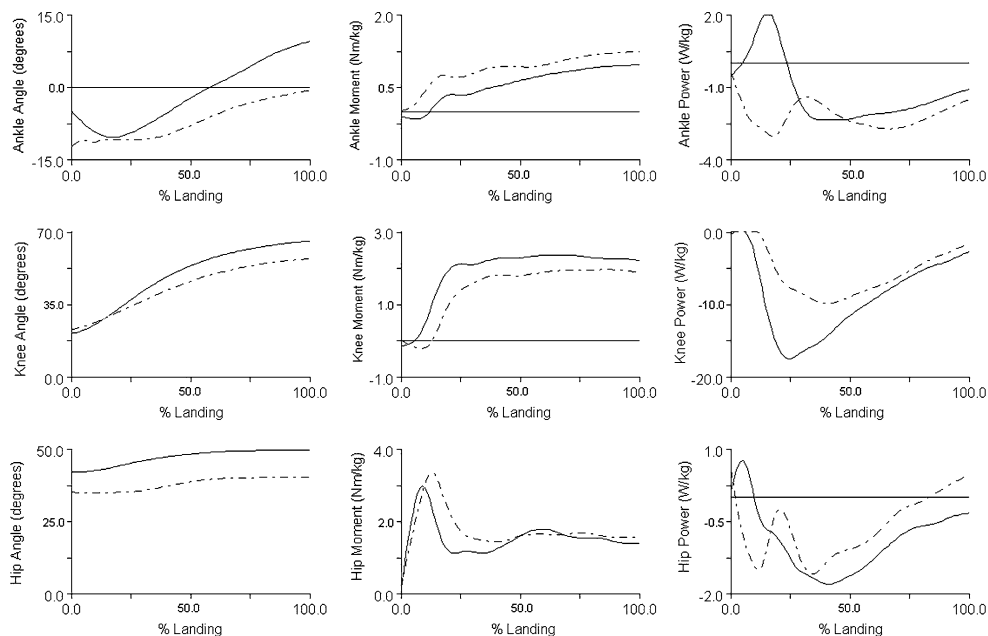 Ankle Angle (degrees)
15.0
0.0
-15.0
0.0 50.0 100.0
% Landing
Ankle Moment (Nm/kg)
2.0
0.5
-1.0
0.0 50.0 100.0
% Landing
Ankle Power (W/kg)
2.0
-1.0
-4.0
0.0 50.0 100.0
% Landing
Knee Angle (degrees)
70.0
35.0
0.0
0.0 50.0 100.0
% Landing
Knee Moment (Nm/kg)
3.0
1.0
-1.0
0.0 50.0 100.0
% Landing
Knee Power (W/kg)
0.0
-10.0
-20.0
0.0 50.0 100.0
% Landing
Hip Angle (degrees)
50.0
25.0
0.0
0.0 50.0 100.0
% Landing
Hip Moment (Nm/kg)
4.0
2.0
0.0
0.0 50.0 100.0
% Landing
Hip Power (W/kg)
1.0
-0.5
-2.0
0.0 50.0 100.0
% Landing